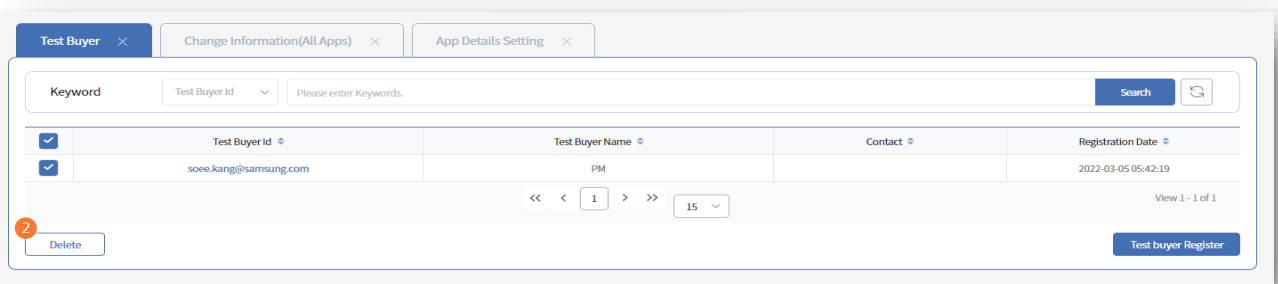 Test Buyer
Change Information(All Apps)
App Details Setting
Keyword
Test Buyer Id
Please enter Keywords.
Search
Test Buyer Id
Test Buyer Name
Contact
Registration Date
soee.kang@samsung.com
PM
2022-03-05 05:42:19
<< < 1 > >>
15
View 1 - 1 of 1
2
Delete
Test buyer Register